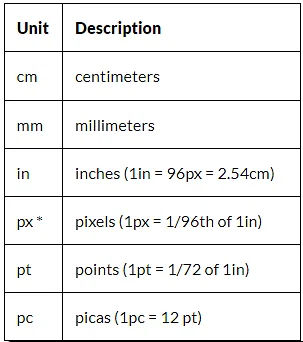 Unit Description
cm centimeters
mm millimeters
in inches (1in = 96px = 2.54cm)
px * pixels (1px = 1/96th of 1in)
pt points (1pt = 1/72 of 1in)
pc picas (1pc = 12 pt)